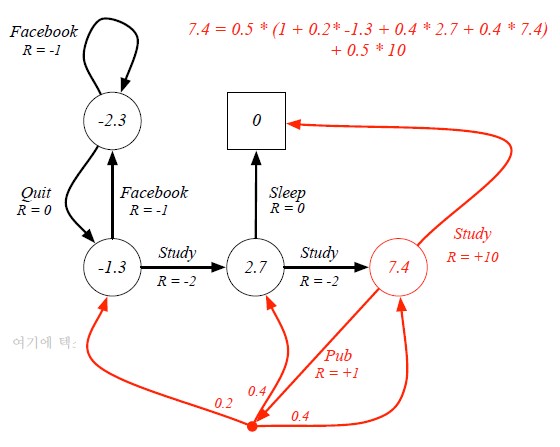 Facebook
R = -1
7.4 = 0.5 * (1 + 0.2* -1.3 + 0.4 * 2.7 + 0.4 * 7.4)
+ 0.5 * 10
-2.3
0
Quit
R = 0
Facebook
R = -1
Sleep
R = 0
Study
R = +10
-1.3
Study
R = -2
2.7
Study
R = -2
7.4
여기에 텍
Pub
R = +1
0.2
0.4
0.4